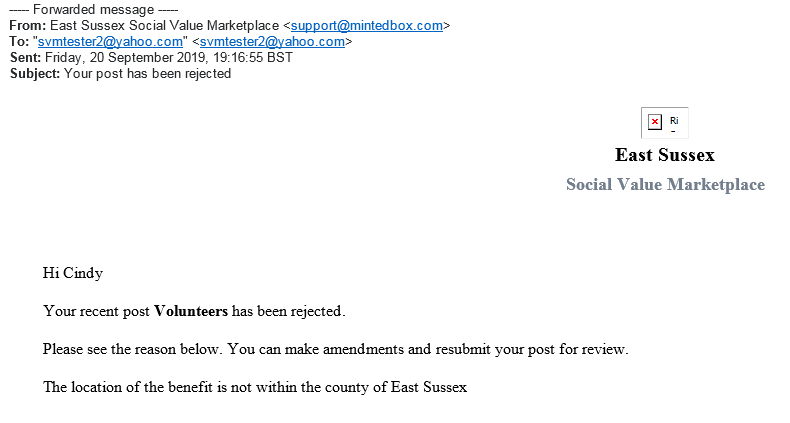 ----- Forwarded message -----
From: East Sussex Social Value Marketplace <support@mintedbox.com>
To: "svmtester2@yahoo.com" <svmtester2@yahoo.com>
Sent: Friday, 20 September 2019, 19:16:55 BST
Subject: Your post has been rejected
Ri
East Sussex
Social Value Marketplace
Hi Cindy
Your recent post Volunteers has been rejected.
Please see the reason below. You can make amendments and resubmit your post for review.
The location of the benefit is not within the county of East Sussex